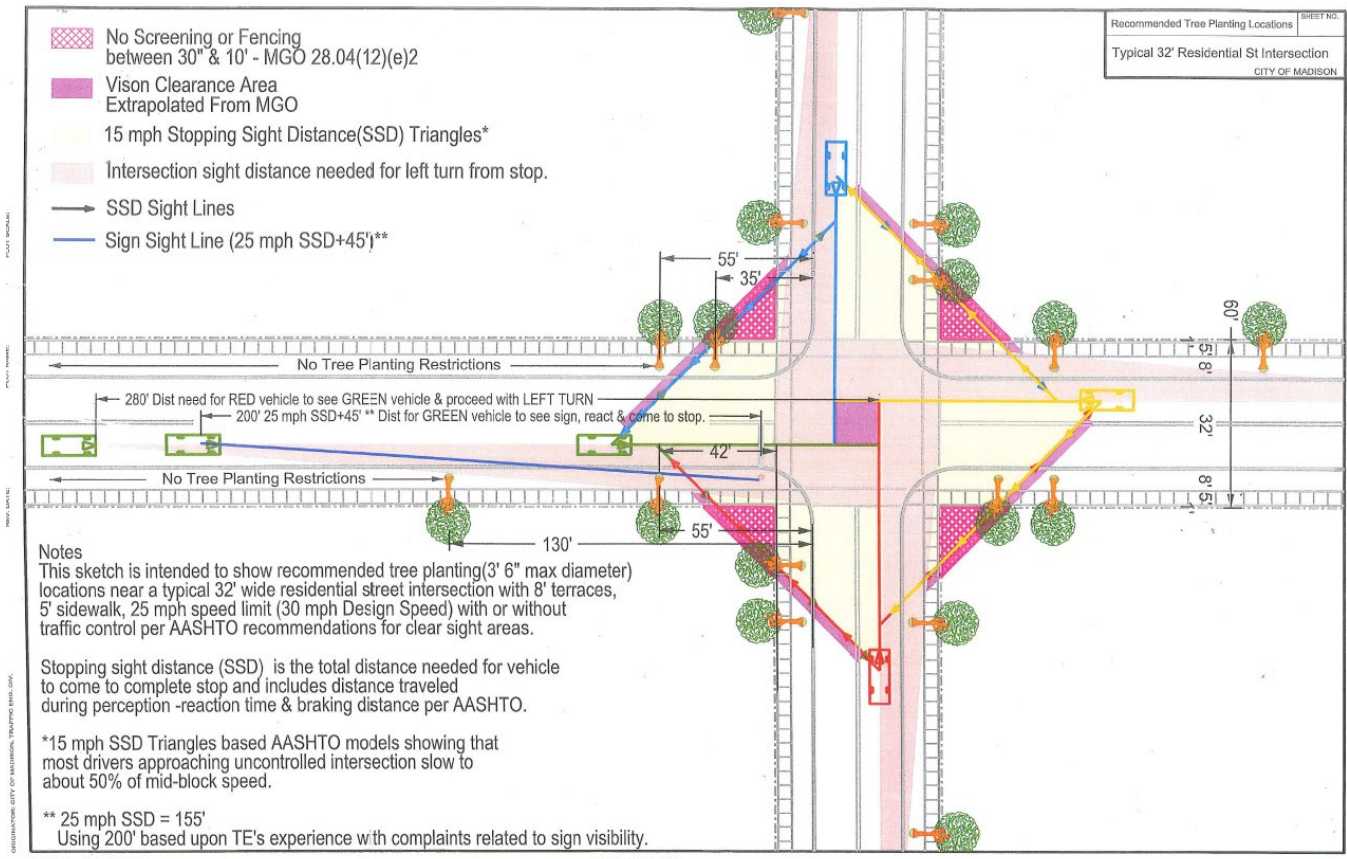 Recommended Tree Planting Locations
SHEET NO.
Typical 32' Residential St Intersection
CITY OF MADISON
No Screening or Fencing
between 30" & 10' - MGO 28.04(12)(e)2
Vison Clearance Area
Extrapolated From MGO
15 mph Stopping Sight Distance(SSD) Triangles*
Intersection sight distance needed for left turn from stop.
SSD Sight Lines
Sign Sight Line (25 mph SSD+45')**
55'
35'
60'
No Tree Planting Restrictions
1'
5'
8'
280' Dist need for RED vehicle to see GREEN vehicle & proceed with LEFT TURN
200' 25 mph SSD+45' ** Dist for GREEN vehicle to see sign, react & come to stop.
32'
42'
No Tree Planting Restrictions
8'
5'
1'
55'
130'
Notes
This sketch is intended to show recommended tree planting(3' 6" max diameter)
locations near a typical 32' wide residential street intersection with 8' terraces,
5' sidewalk, 25 mph speed limit (30 mph Design Speed) with or without
traffic control per AASHTO recommendations for clear sight areas.
Stopping sight distance (SSD) is the total distance needed for vehicle
to come to complete stop and includes distance traveled
during perception -reaction time & braking distance per AASHTO.
*15 mph SSD Triangles based AASHTO models showing that
most drivers approaching uncontrolled intersection slow to
about 50% of mid-block speed.
** 25 mph SSD = 155'
Using 200' based upon TE's experience with complaints related to sign visibility.
ORIGINATOR: CITY OF MADISON, TRAFFIC ENG. DIV.